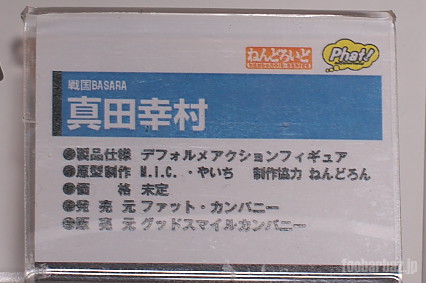 ねんどろいど
NENDOROID SERIES
Phat!
戦国BASARA
真田幸村
●製品仕様 デフォルメアクションフィギュア
●原型制作 M.I.C.・やいち 制作協力 ねんどろん
●価 格 未定
●発 売 元 ファット・カンパニー
●販 売 元 グッドスマイルカンパニー
foobarbaz.jp